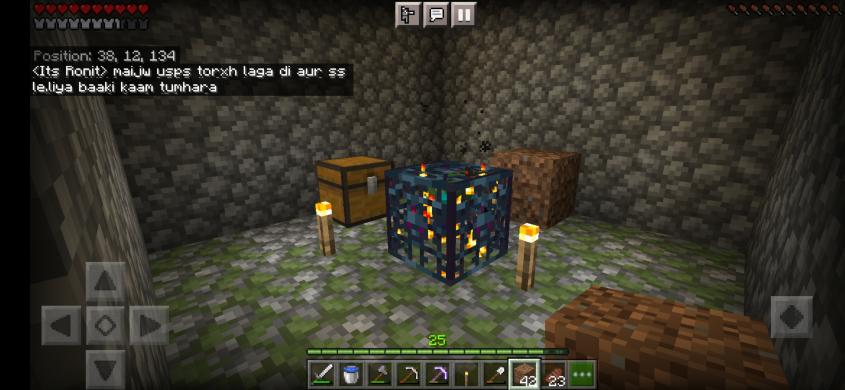 Position: 38, 12, 134
<Its Ronit> maijw usps torxh laga di aur ss
le.liya baaki kaam tumhara
25
42
23